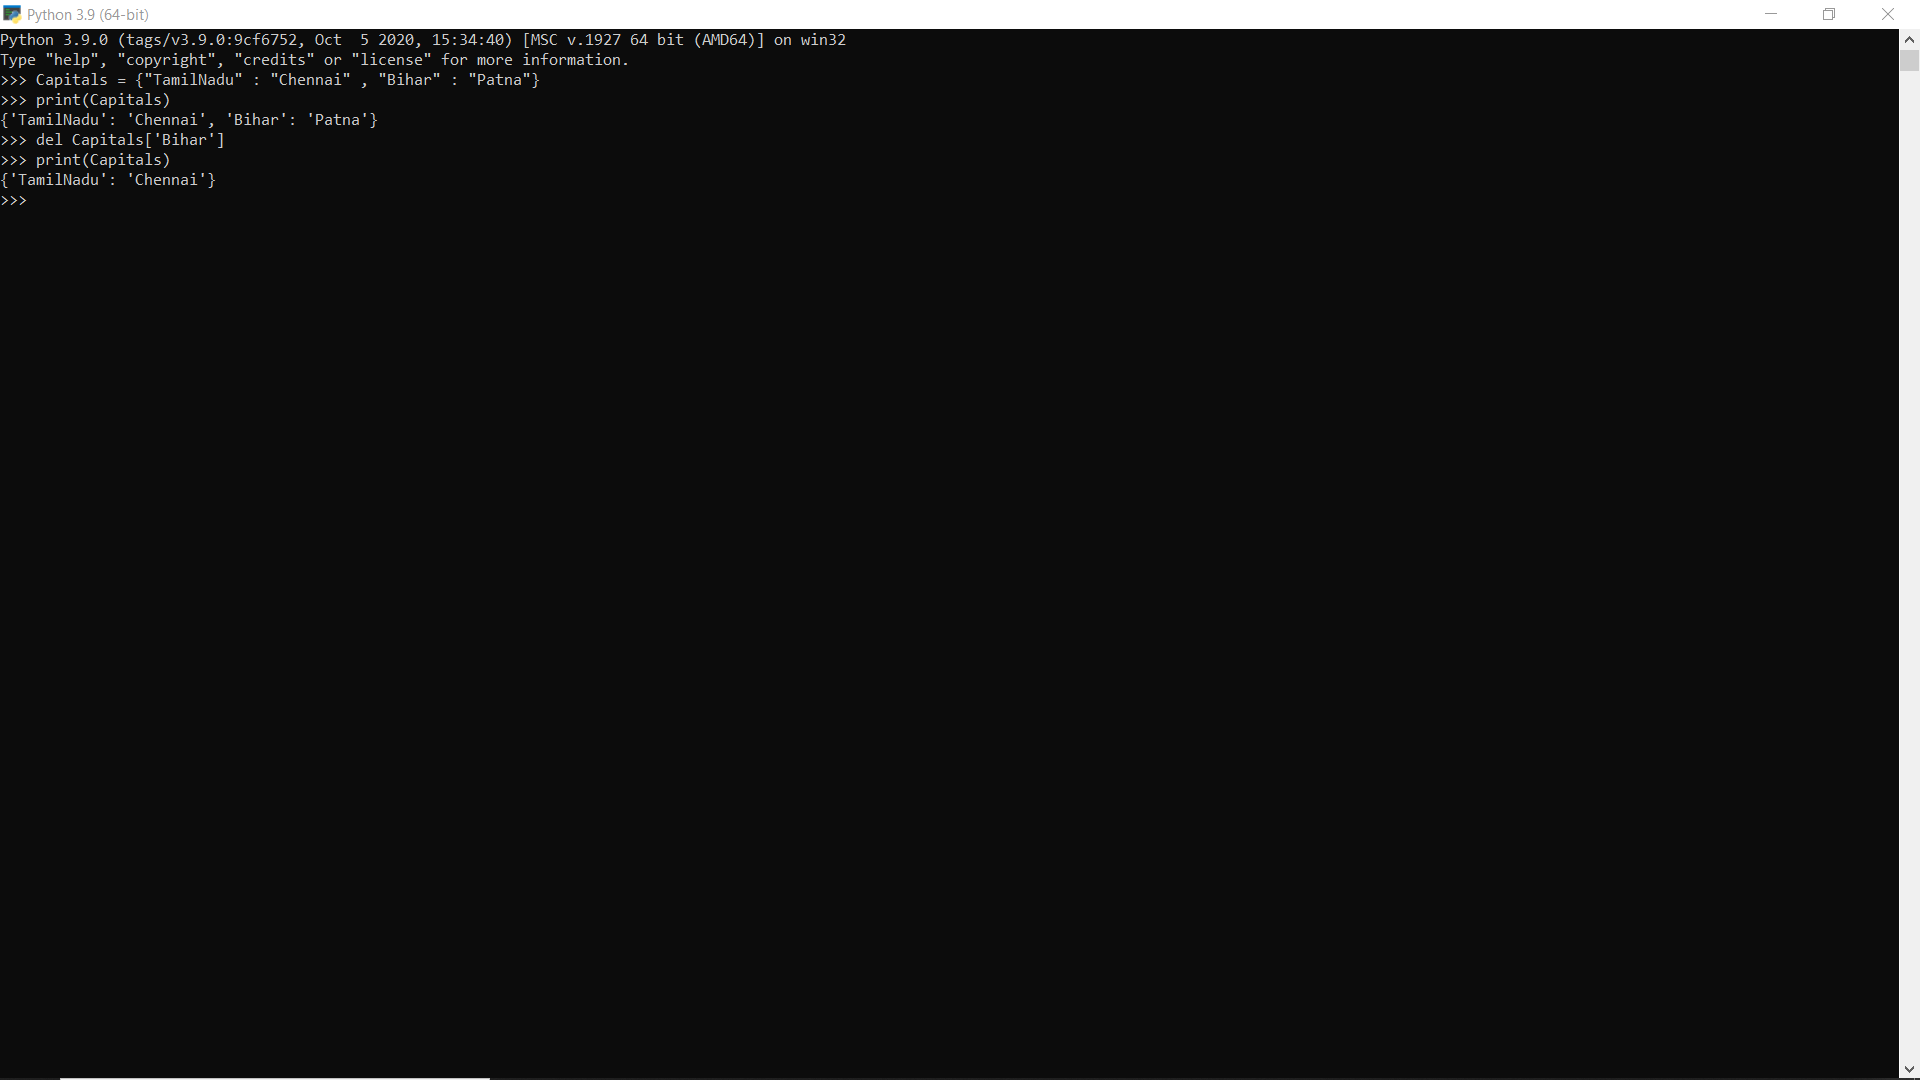 Python 3.9 (64-bit)
Python 3.9.0 (tags/v3.9.0:9cf6752, Oct  5 2020, 15:34:40) [MSC v.1927 64 bit (AMD64)] on win32
Type "help", "copyright", "credits" or "license" for more information.
>>> Capitals = {"TamilNadu" : "Chennai" , "Bihar" : "Patna"}
>>> print(Capitals)
{'TamilNadu': 'Chennai', 'Bihar': 'Patna'}
>>> del Capitals['Bihar']
>>> print(Capitals)
{'TamilNadu': 'Chennai'}
>>>